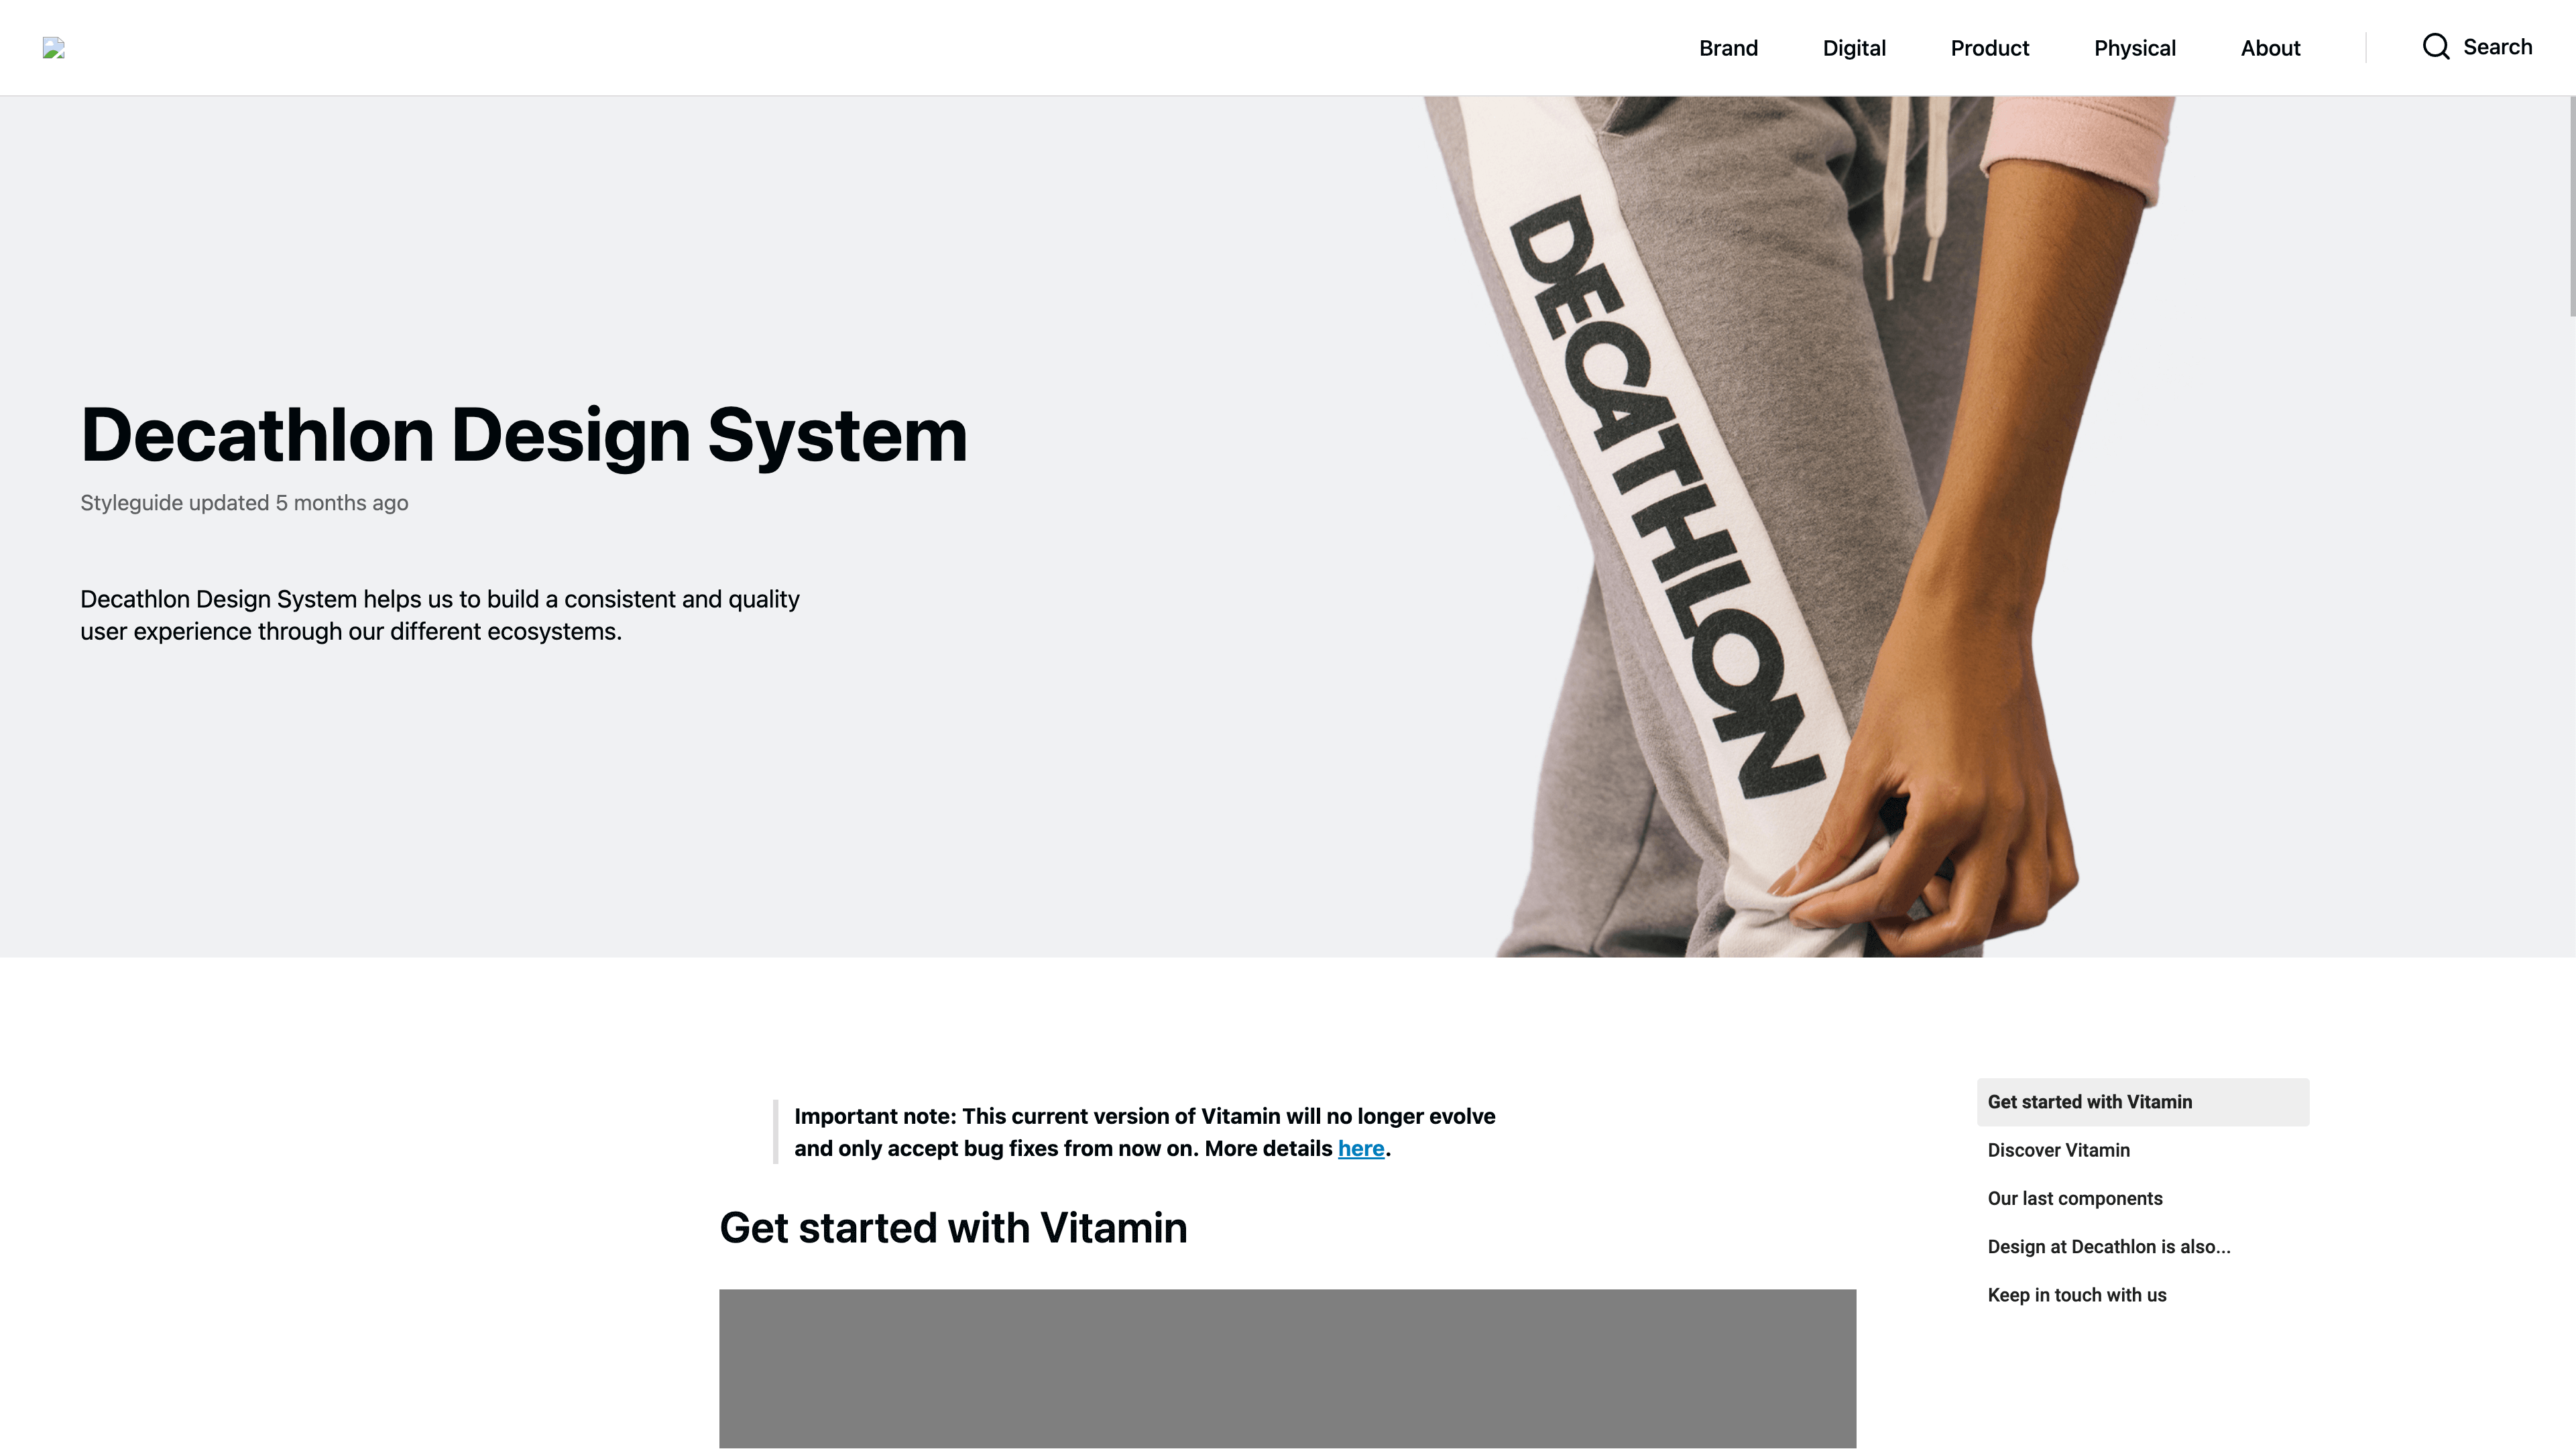 Brand
Digital
Product
Physical
About
Search
DECATHLON
Decathlon Design System
Styleguide updated 5 months ago
Decathlon Design System helps us to build a consistent and quality
user experience through our different ecosystems.
Important note: This current version of Vitamin will no longer evolve
and only accept bug fixes from now on. More details here.
Get started with Vitamin
Get started with Vitamin
Discover Vitamin
Our last components
Design at Decathlon is also...
Keep in touch with us